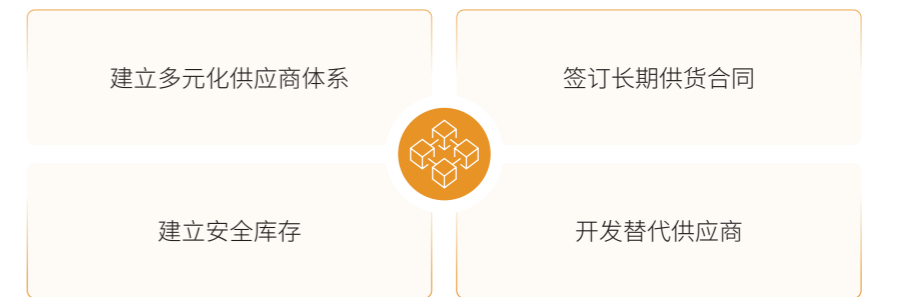 建立多元化供应商体系
签订长期供货合同
建立安全库存
开发替代供应商